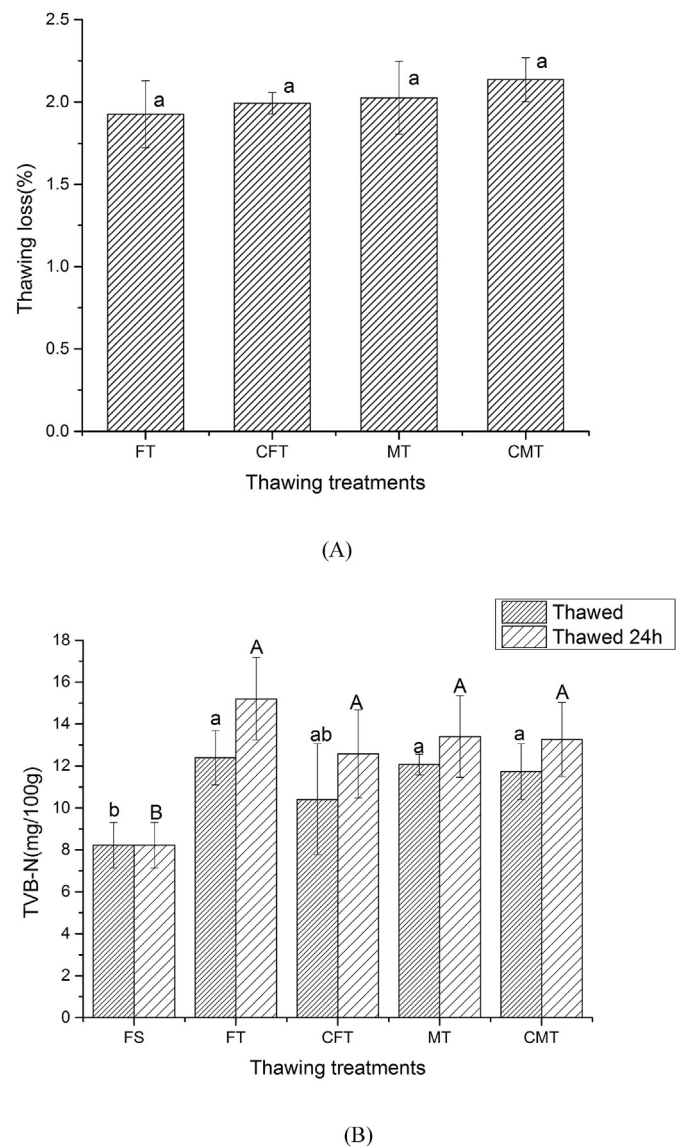 2.5
a
a
a
a
2.0
1.5
1.0
0.5
0.0
Thawing loss(%)
FT CFT MT CMT
Thawing treatments
(A)
Thawed
Thawed 24h
18
16
14
12
10
8
6
4
2
0
TVB-N(mg/100g)
b B a A ab A a A a A
FS FT CFT MT CMT
Thawing treatments
(B)